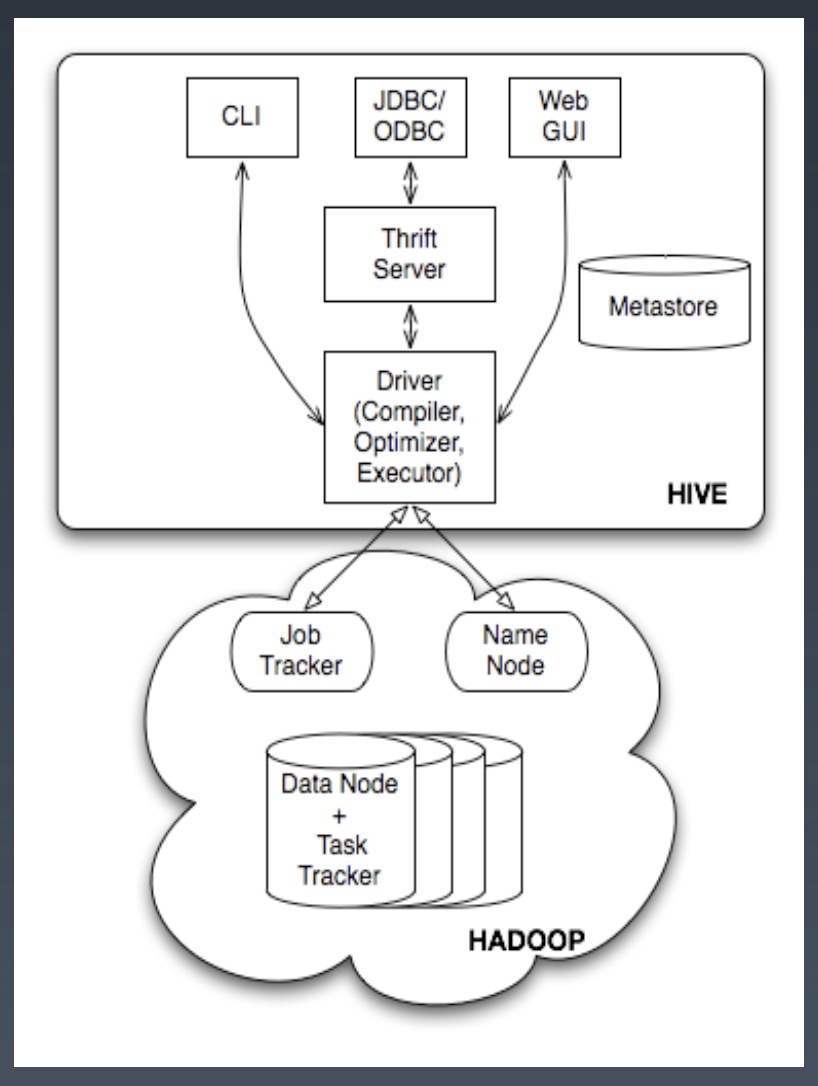 CLI
JDBC/
ODBC
Web
GUI
Thrift
Server
Metastore
Driver
(Compiler,
Optimizer,
Executor)
HIVE
Job
Tracker
Name
Node
Data Node
+
Task
Tracker
HADOOP